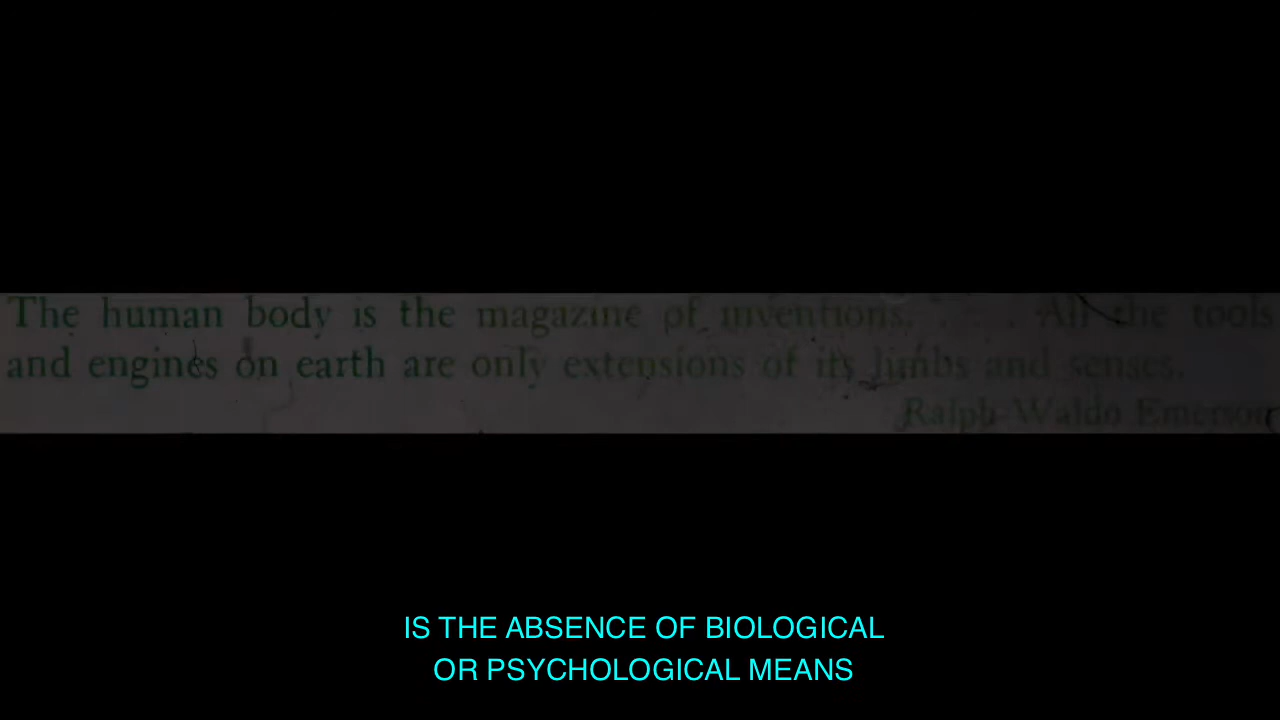 The human body is the magazine of inventions. . . . All the tools
and engines on earth are only extensions of its limbs and senses.
Ralph Waldo Emerson
IS THE ABSENCE OF BIOLOGICAL
OR PSYCHOLOGICAL MEANS